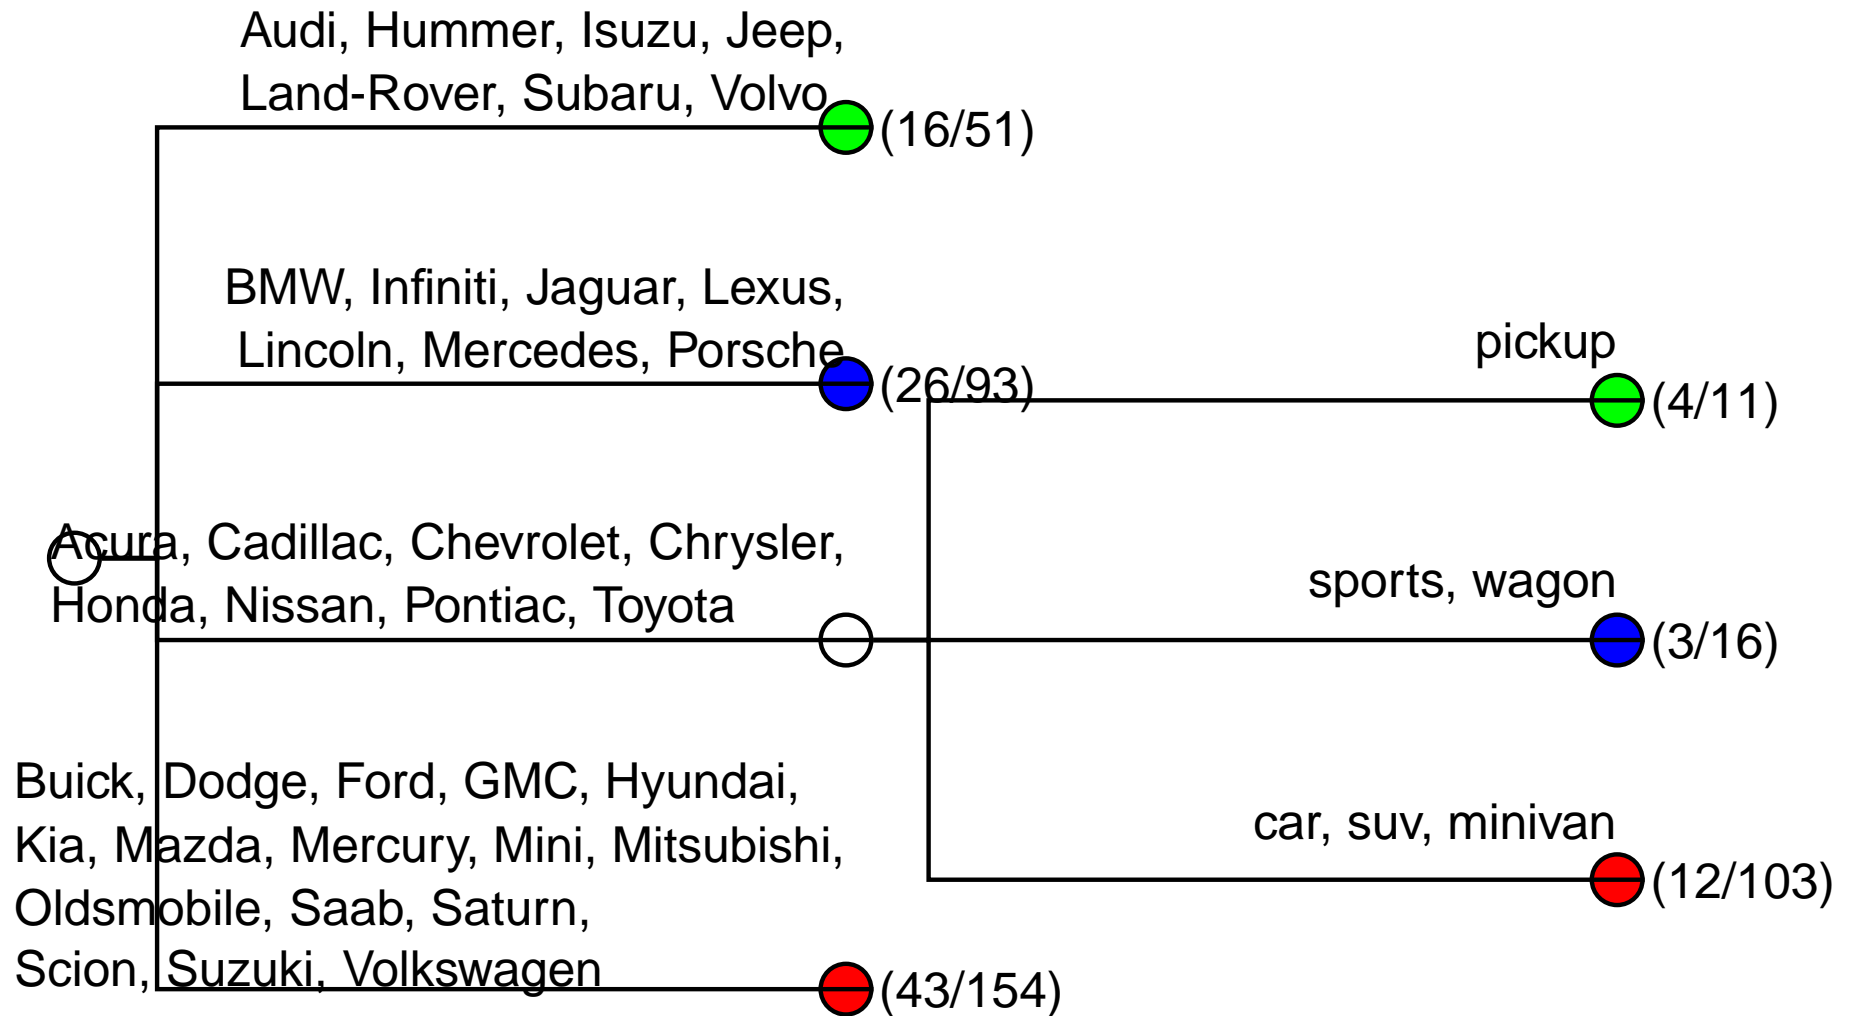 Audi, Hummer, Isuzu, Jeep,
Land-Rover, Subaru, Volvo
(16/51)
BMW, Infiniti, Jaguar, Lexus,
Lincoln, Mercedes, Porsche
(26/93)
pickup
(4/11)
Acura, Cadillac, Chevrolet, Chrysler,
Honda, Nissan, Pontiac, Toyota
sports, wagon
(3/16)
Buick, Dodge, Ford, GMC, Hyundai,
Kia, Mazda, Mercury, Mini, Mitsubishi,
Oldsmobile, Saab, Saturn,
Scion, Suzuki, Volkswagen
(43/154)
car, suv, minivan
(12/103)